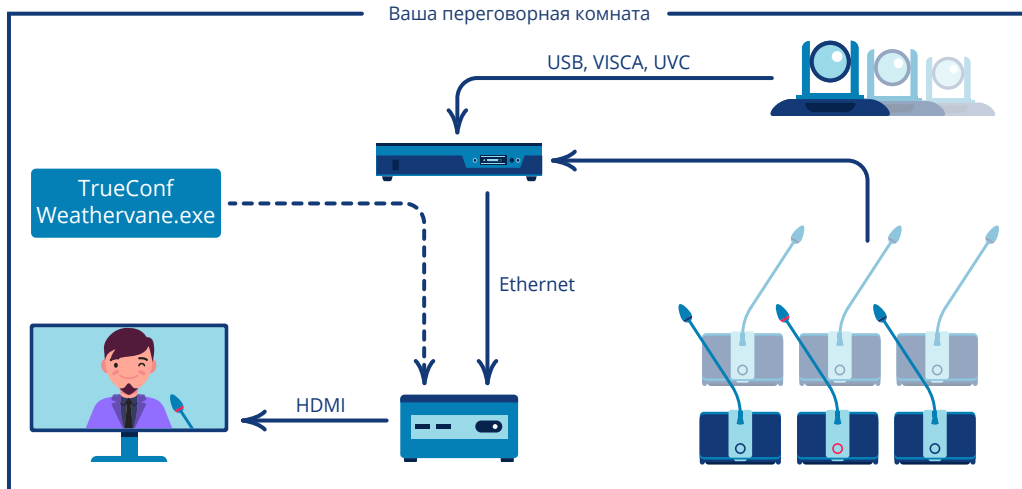 Ваша переговорная комната
USB, VISCA, UVC
TrueConf
Weathervane.exe
Ethernet
HDMI